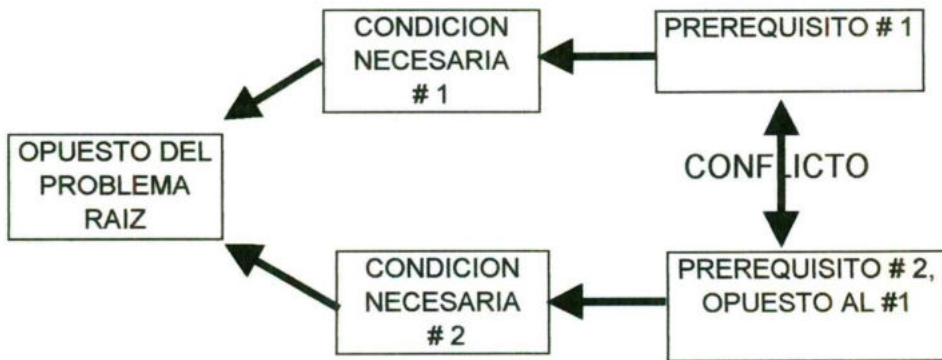 CONDICION
NECESARIA
# 1
PREREQUISITO # 1
OPUESTO DEL
PROBLEMA
RAIZ
CONFLICTO
CONDICION
NECESARIA
# 2
PREREQUISITO # 2,
OPUESTO AL #1